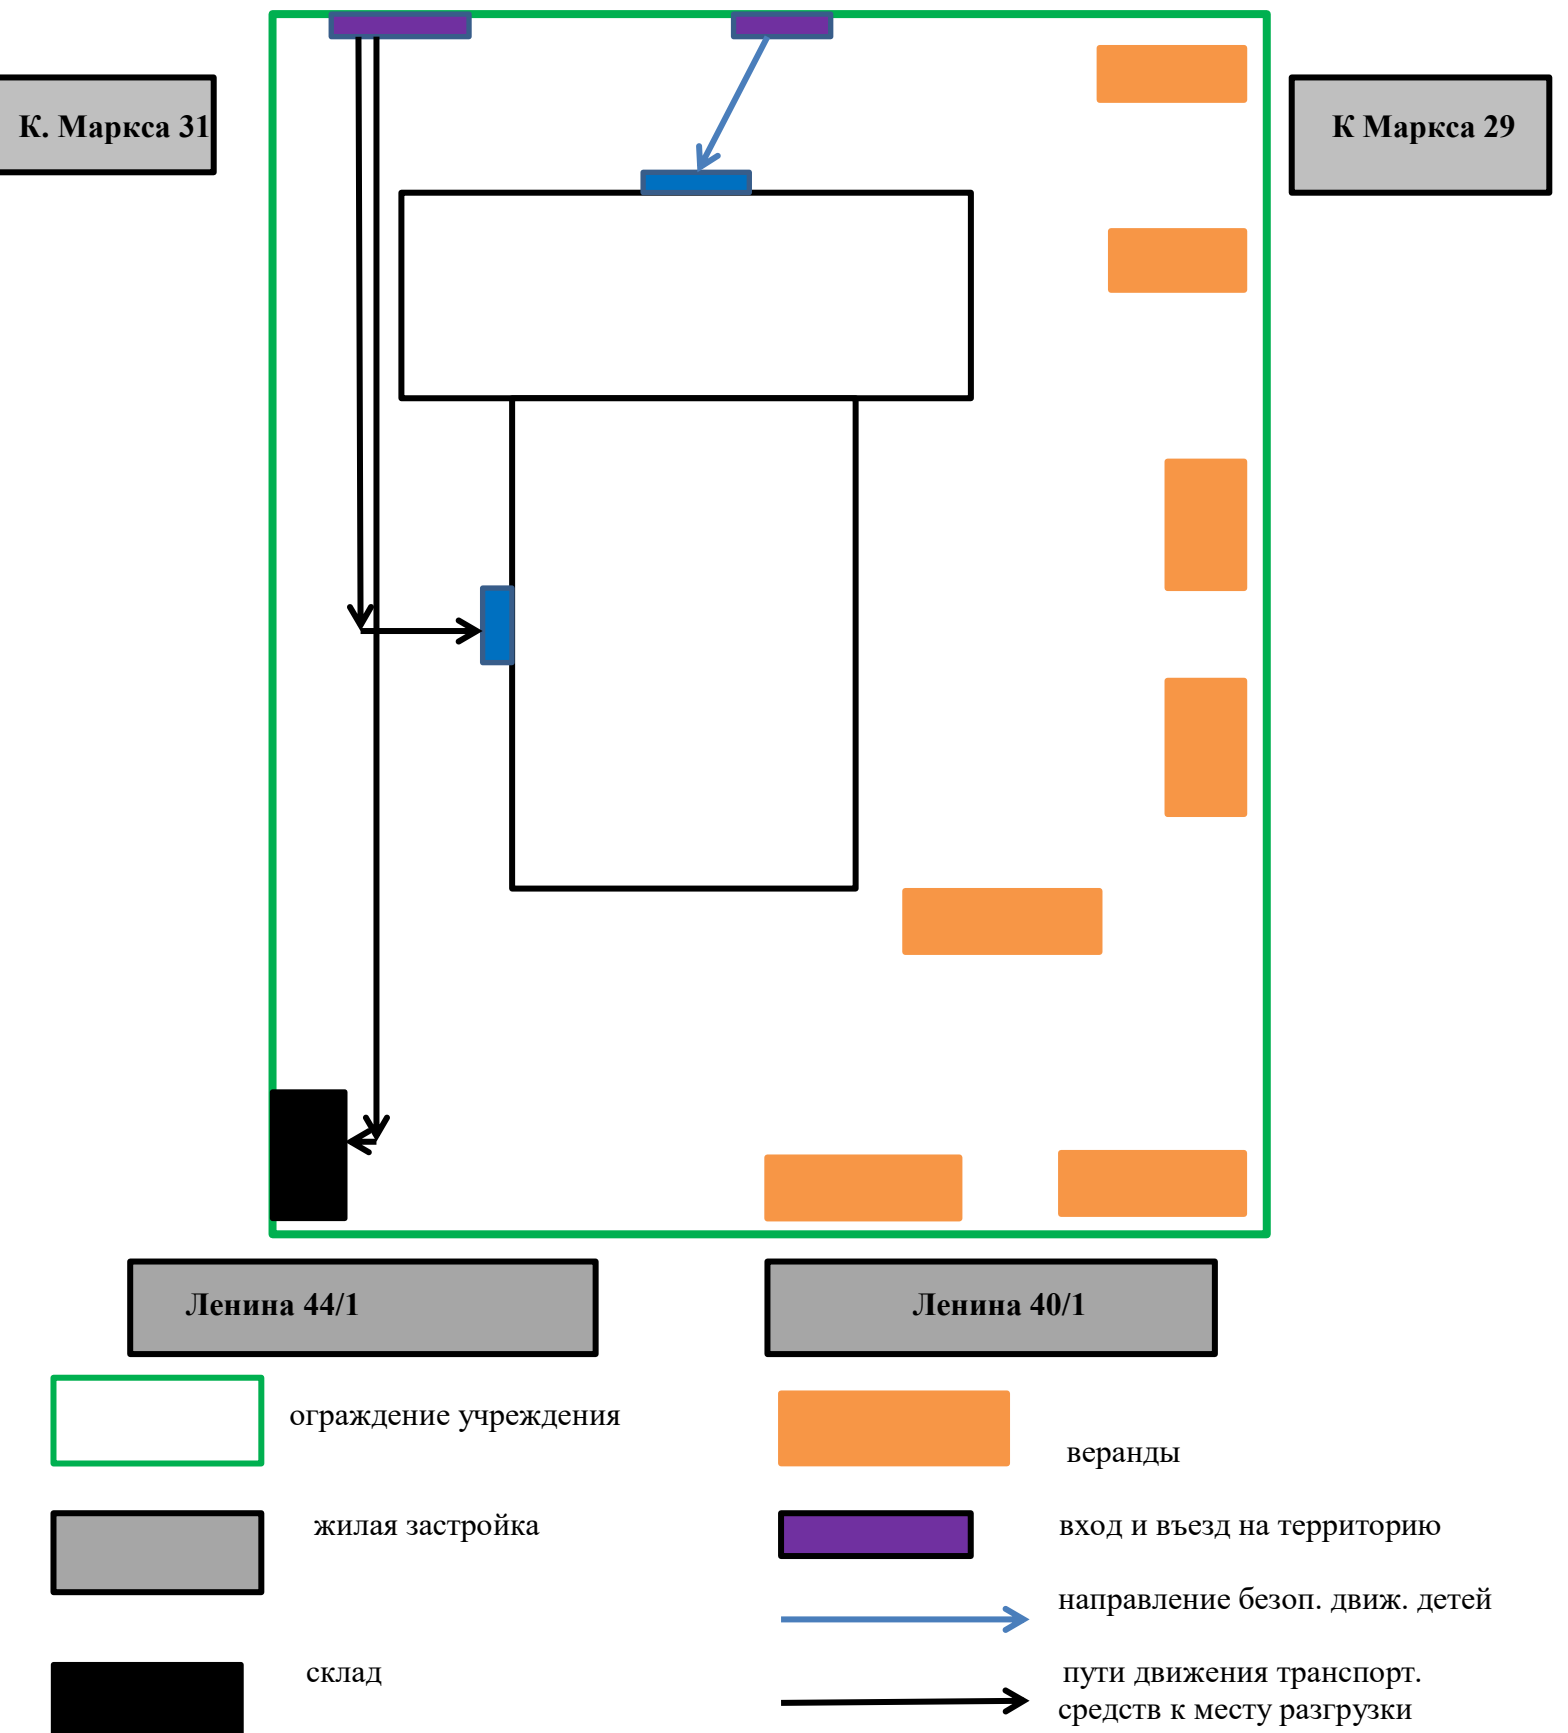 К. Маркса 31
К Маркса 29
Ленина 44/1
Ленина 40/1
ограждение учреждения
веранды
жилая застройка
вход и въезд на территорию
направление безоп. движ. детей
склад
пути движения транспорт.
средств к месту разгрузки